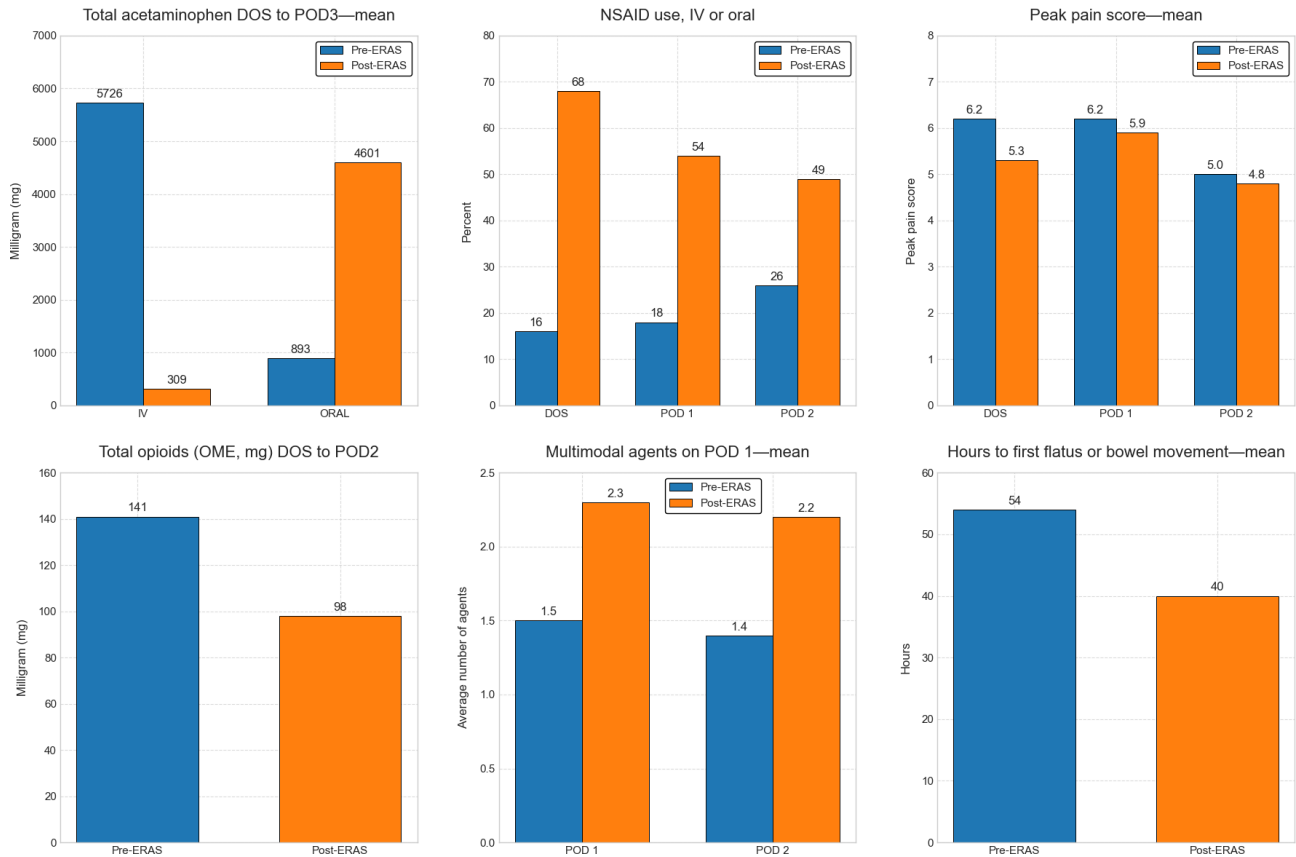 Total acetaminophen DOS to POD3—mean
Milligram (mg)
7000
6000
5000
4000
3000
2000
1000
0
Pre-ERAS
Post-ERAS
5726
309
893
4601
IV
ORAL
NSAID use, IV or oral
Percent
80
70
60
50
40
30
20
10
0
Pre-ERAS
Post-ERAS
16
68
18
54
26
49
DOS
POD 1
POD 2
Peak pain score—mean
Peak pain score
8
7
6
5
4
3
2
1
0
Pre-ERAS
Post-ERAS
6.2
5.3
6.2
5.9
5.0
4.8
DOS
POD 1
POD 2
Total opioids (OME, mg) DOS to POD2
Milligram (mg)
160
140
120
100
80
60
40
20
0
141
98
Pre-ERAS
Post-ERAS
Multimodal agents on POD 1—mean
Average number of agents
2.5
2.0
1.5
1.0
0.5
0.0
Pre-ERAS
Post-ERAS
1.5
2.3
1.4
2.2
POD 1
POD 2
Hours to first flatus or bowel movement—mean
Hours
60
50
40
30
20
10
0
54
40
Pre-ERAS
Post-ERAS